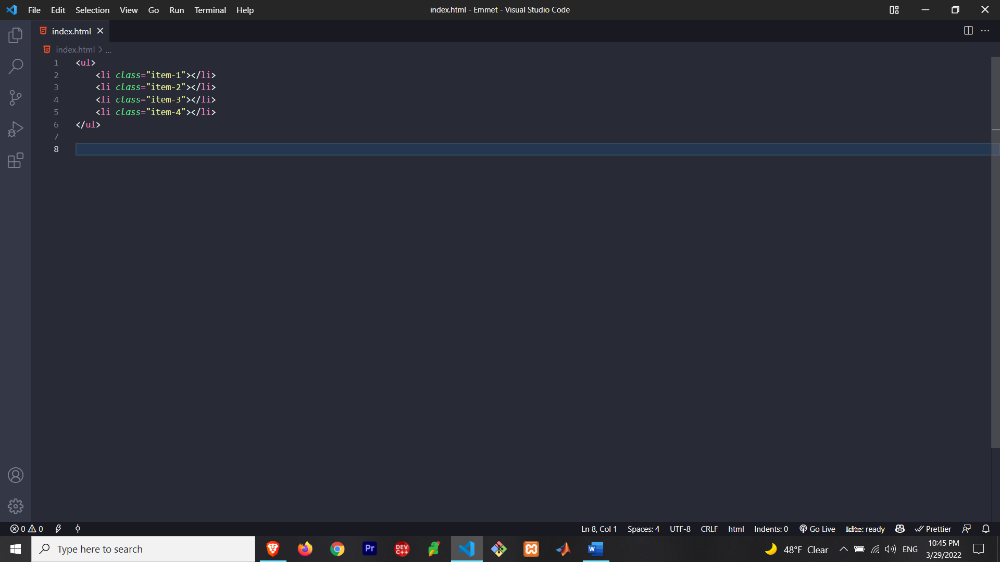 File Edit Selection View Go Run Terminal Help
index.html - Emmet - Visual Studio Code
index.html
index.html > ...
1 <ul>
2     <li class="item-1"></li>
3     <li class="item-2"></li>
4     <li class="item-3"></li>
5     <li class="item-4"></li>
6 </ul>
7
8
0 0
Ln 8, Col 1 Spaces: 4 UTF-8 CRLF html Indents: 0 Go Live kite: ready Prettier
Type here to search
Pr
DEV C++
W
48°F Clear
ENG
10:45 PM
3/29/2022